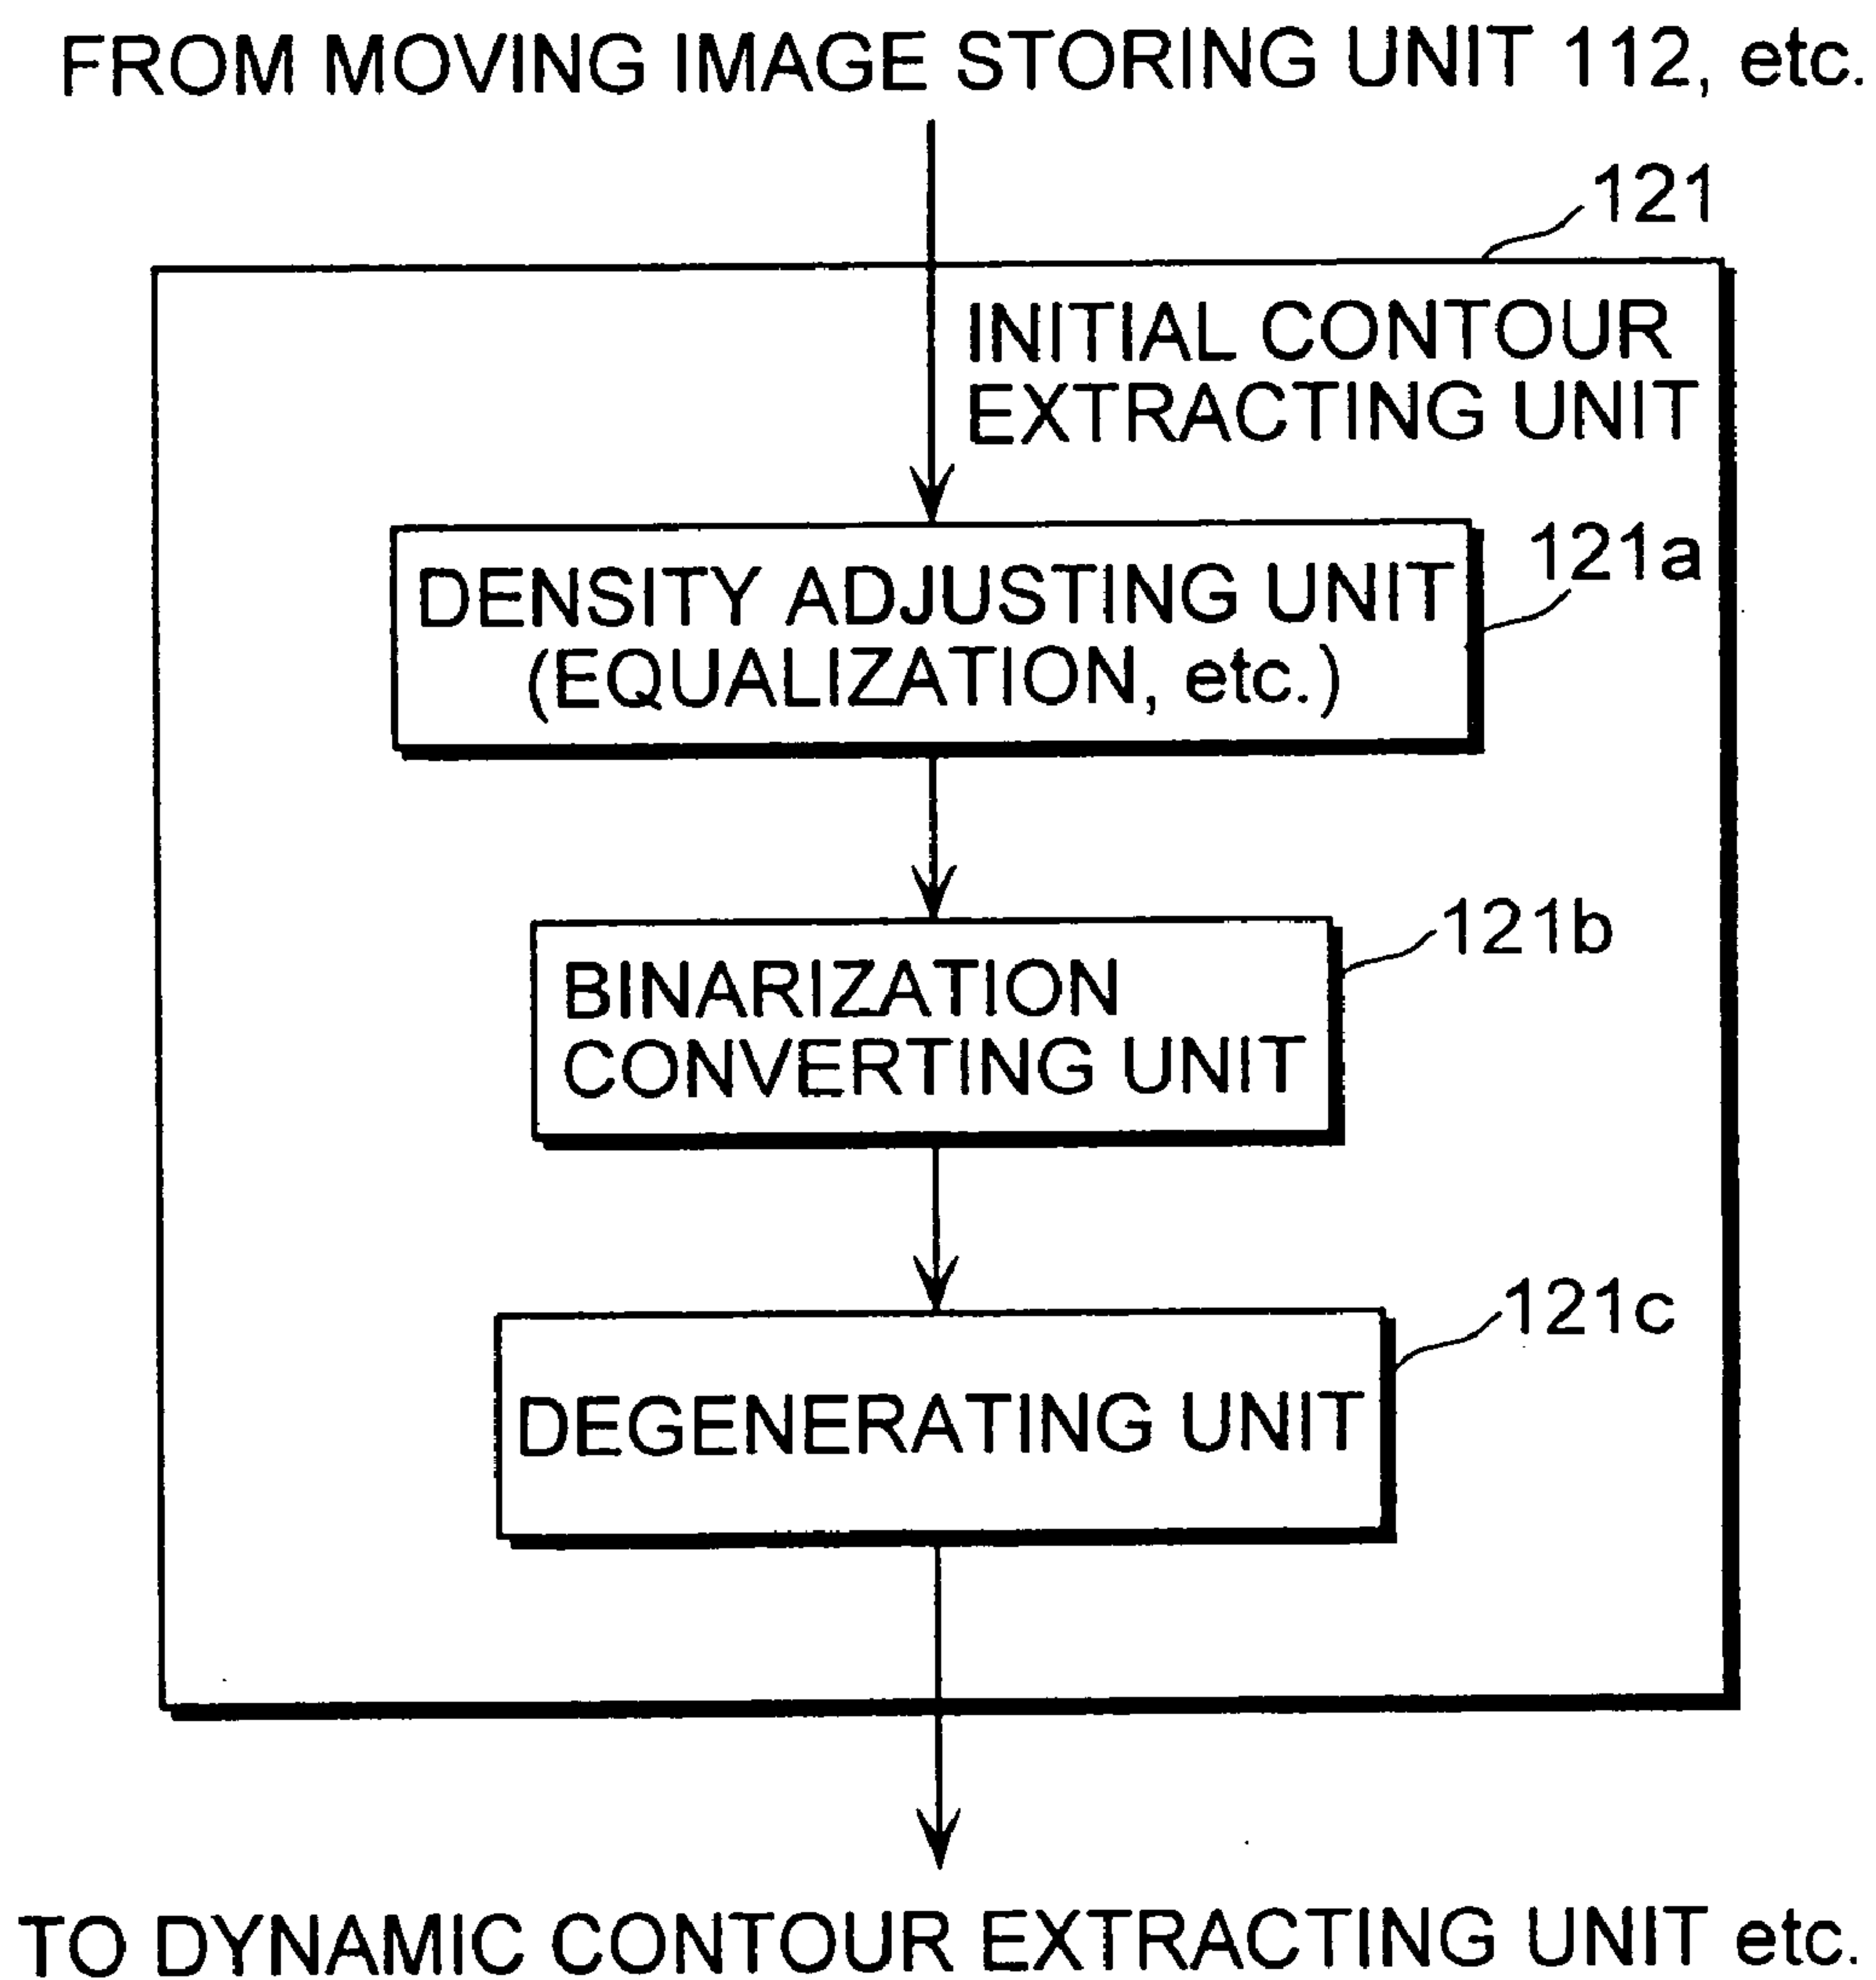 FROM MOVING IMAGE STORING UNIT 112, etc.
121
INITIAL CONTOUR
EXTRACTING UNIT
121a
DENSITY ADJUSTING UNIT
(EQUALIZATION, etc.)
121b
BINARIZATION
CONVERTING UNIT
121c
DEGENERATING UNIT
TO DYNAMIC CONTOUR EXTRACTING UNIT etc.